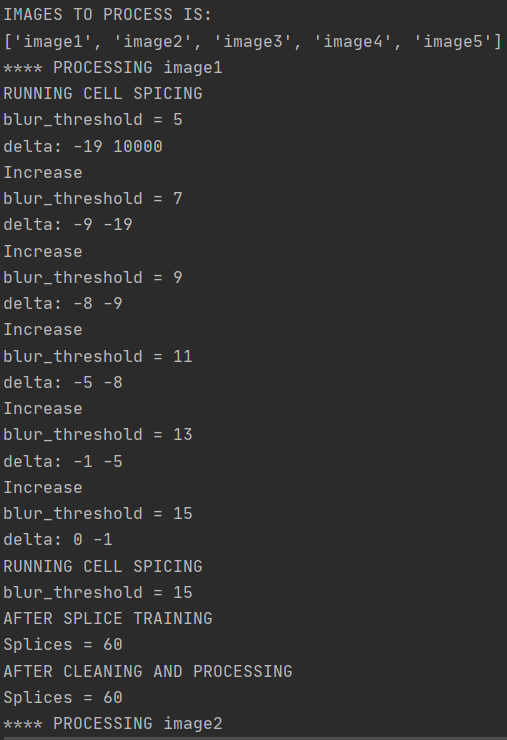 IMAGES TO PROCESS IS:
['image1', 'image2', 'image3', 'image4', 'image5']
**** PROCESSING image1
RUNNING CELL SPICING
blur_threshold = 5
delta: -19 10000
Increase
blur_threshold = 7
delta: -9 -19
Increase
blur_threshold = 9
delta: -8 -9
Increase
blur_threshold = 11
delta: -5 -8
Increase
blur_threshold = 13
delta: -1 -5
Increase
blur_threshold = 15
delta: 0 -1
RUNNING CELL SPICING
blur_threshold = 15
AFTER SPLICE TRAINING
Splices = 60
AFTER CLEANING AND PROCESSING
Splices = 60
**** PROCESSING image2